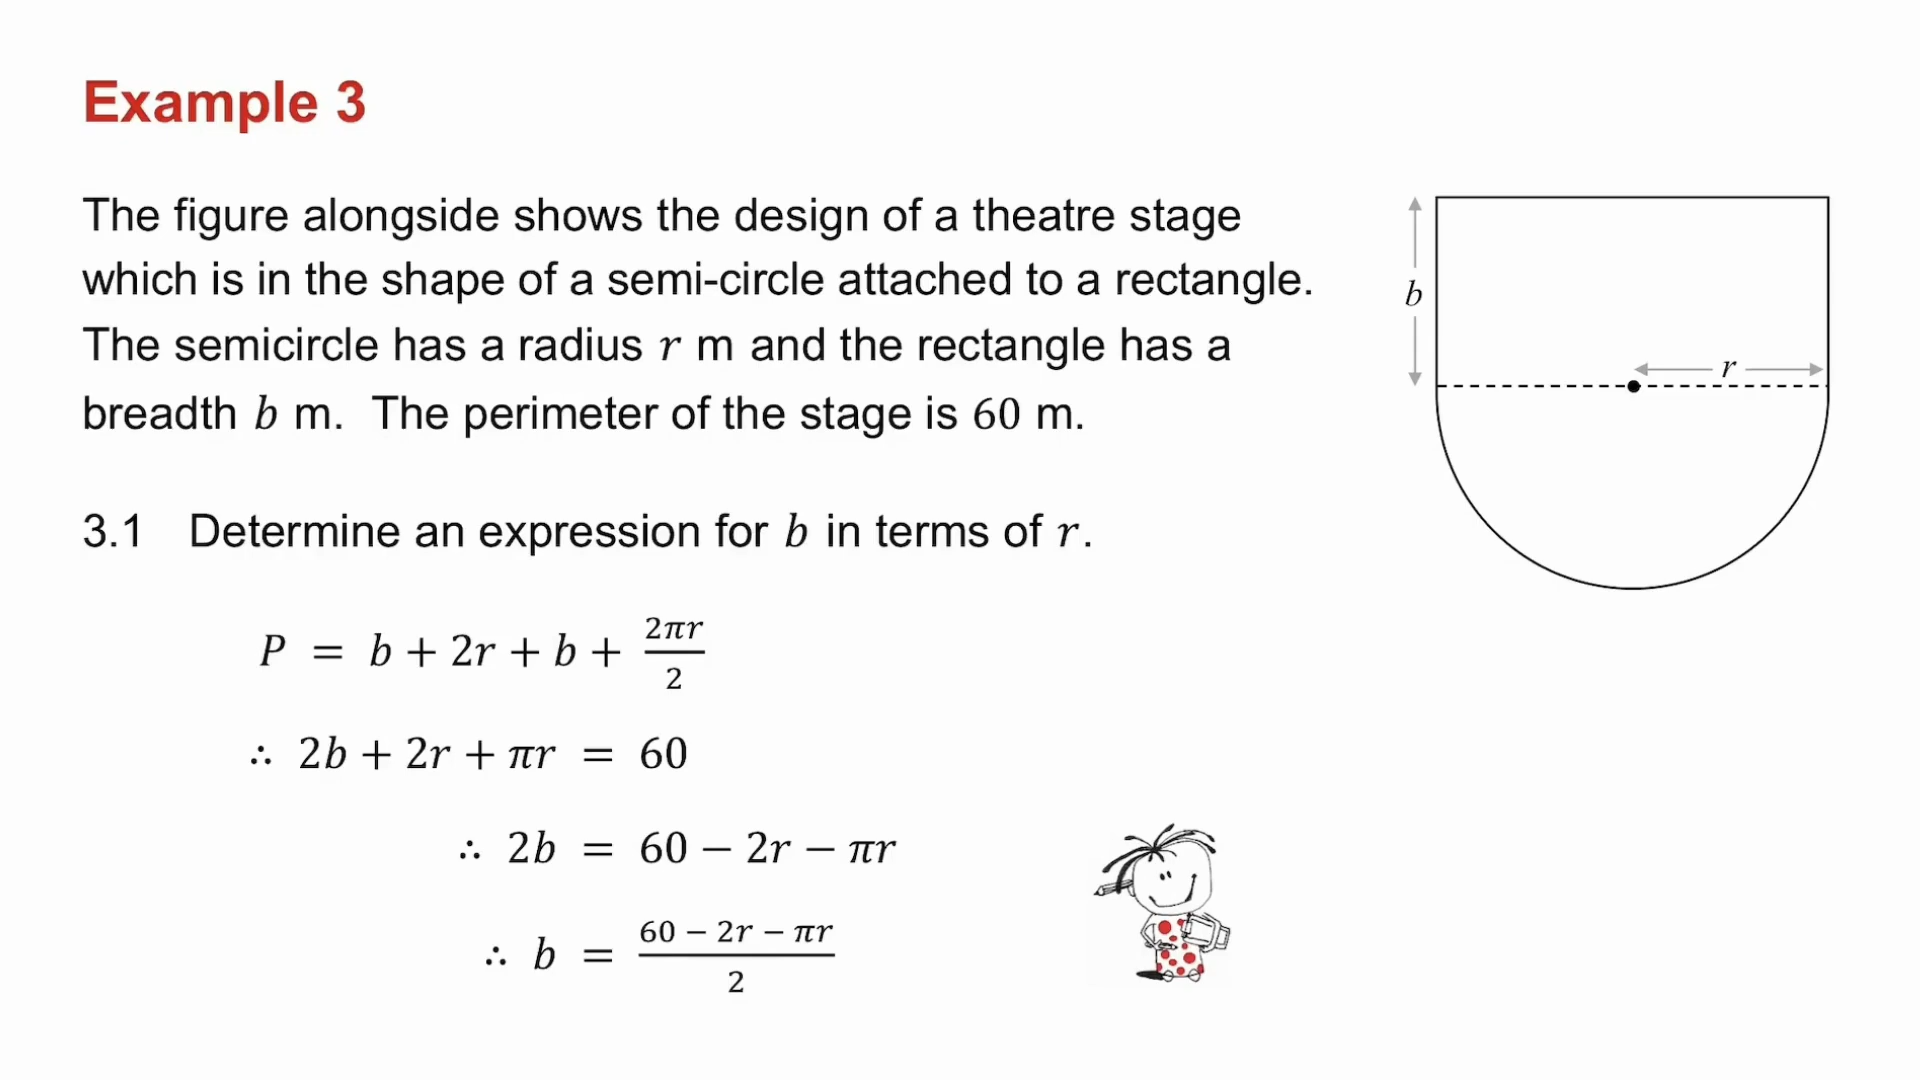 Example 3
The figure alongside shows the design of a theatre stage
which is in the shape of a semi-circle attached to a rectangle.
The semicircle has a radius r m and the rectangle has a
breadth b m. The perimeter of the stage is 60 m.
b
r
3.1 Determine an expression for b in terms of r.
P = b + 2r + b + 2πr/2
∴ 2b + 2r + πr = 60
∴ 2b = 60 − 2r − πr
∴ b = (60 − 2r − πr)/2